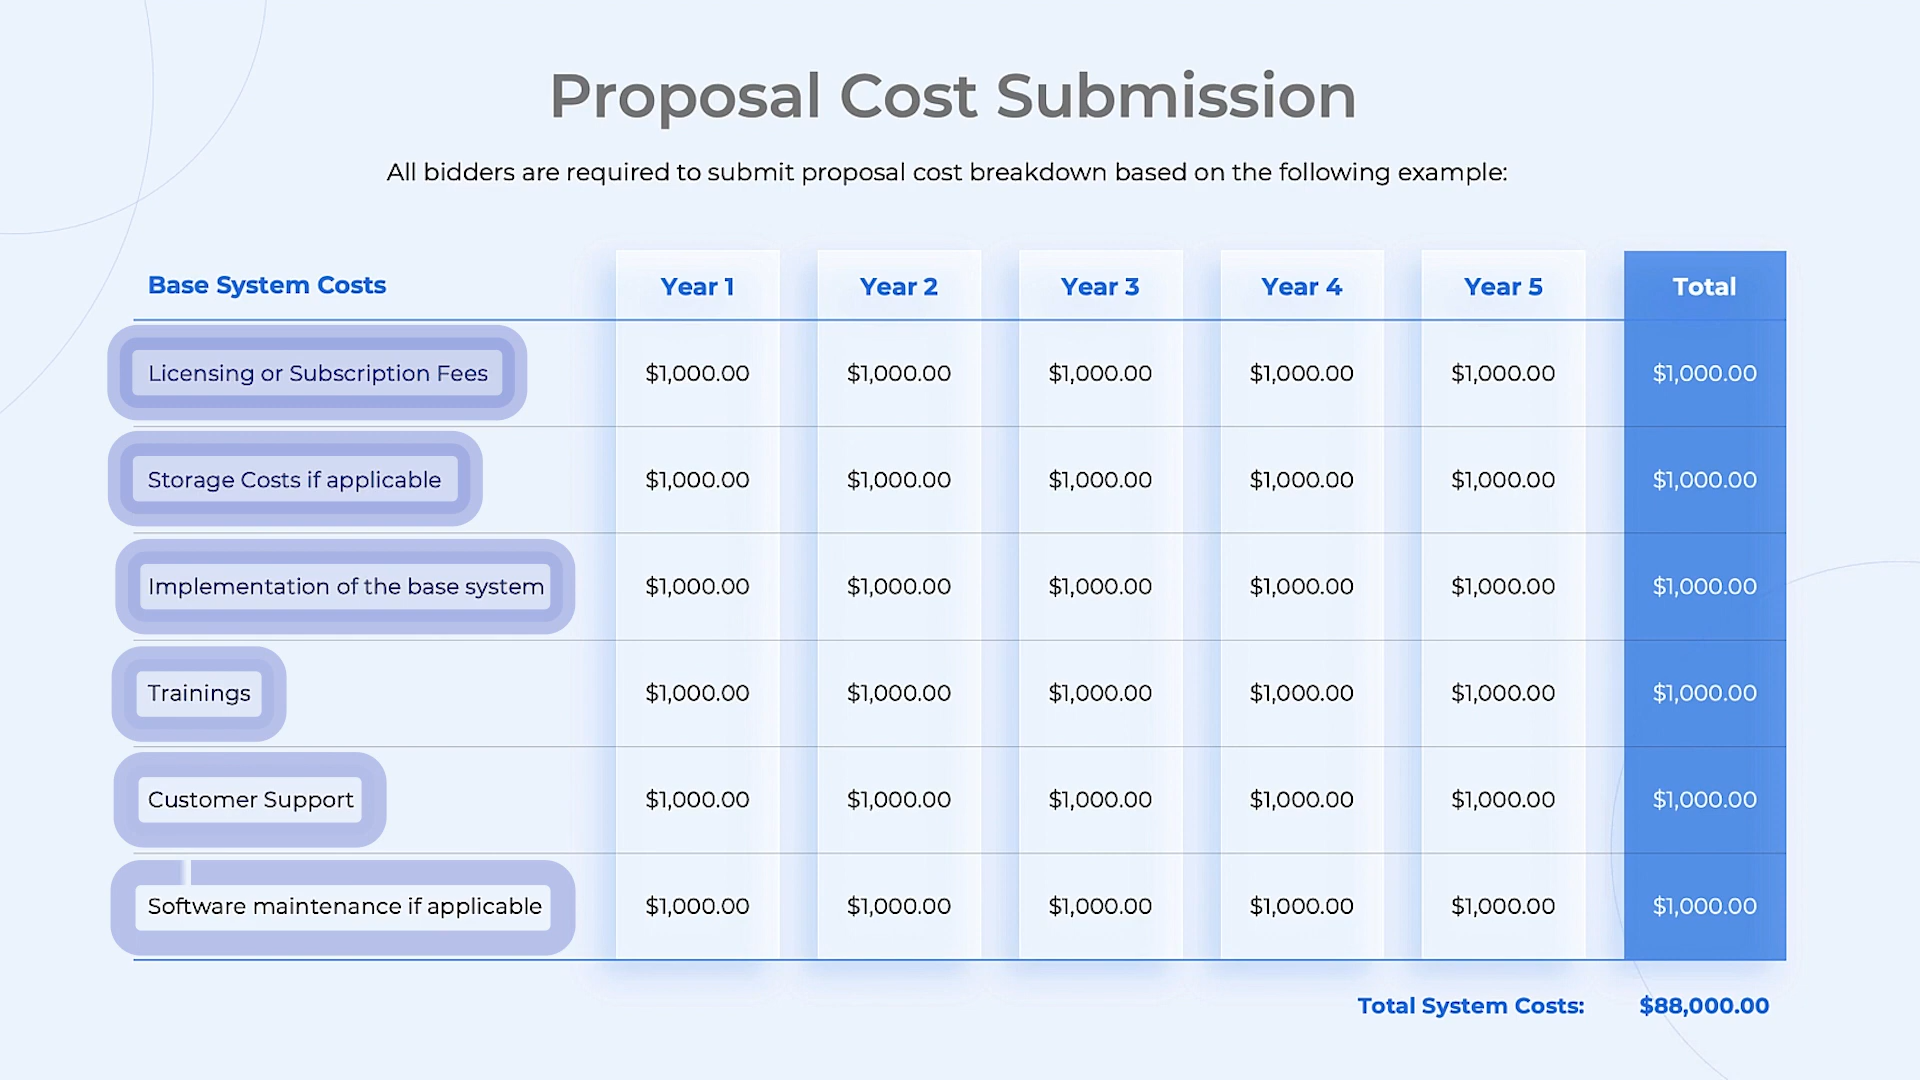 Proposal Cost Submission
All bidders are required to submit proposal cost breakdown based on the following example:
Base System Costs Year 1 Year 2 Year 3 Year 4 Year 5 Total
Licensing or Subscription Fees $1,000.00 $1,000.00 $1,000.00 $1,000.00 $1,000.00 $1,000.00
Storage Costs if applicable $1,000.00 $1,000.00 $1,000.00 $1,000.00 $1,000.00 $1,000.00
Implementation of the base system $1,000.00 $1,000.00 $1,000.00 $1,000.00 $1,000.00 $1,000.00
Trainings $1,000.00 $1,000.00 $1,000.00 $1,000.00 $1,000.00 $1,000.00
Customer Support $1,000.00 $1,000.00 $1,000.00 $1,000.00 $1,000.00 $1,000.00
Software maintenance if applicable $1,000.00 $1,000.00 $1,000.00 $1,000.00 $1,000.00 $1,000.00
Total System Costs: $88,000.00